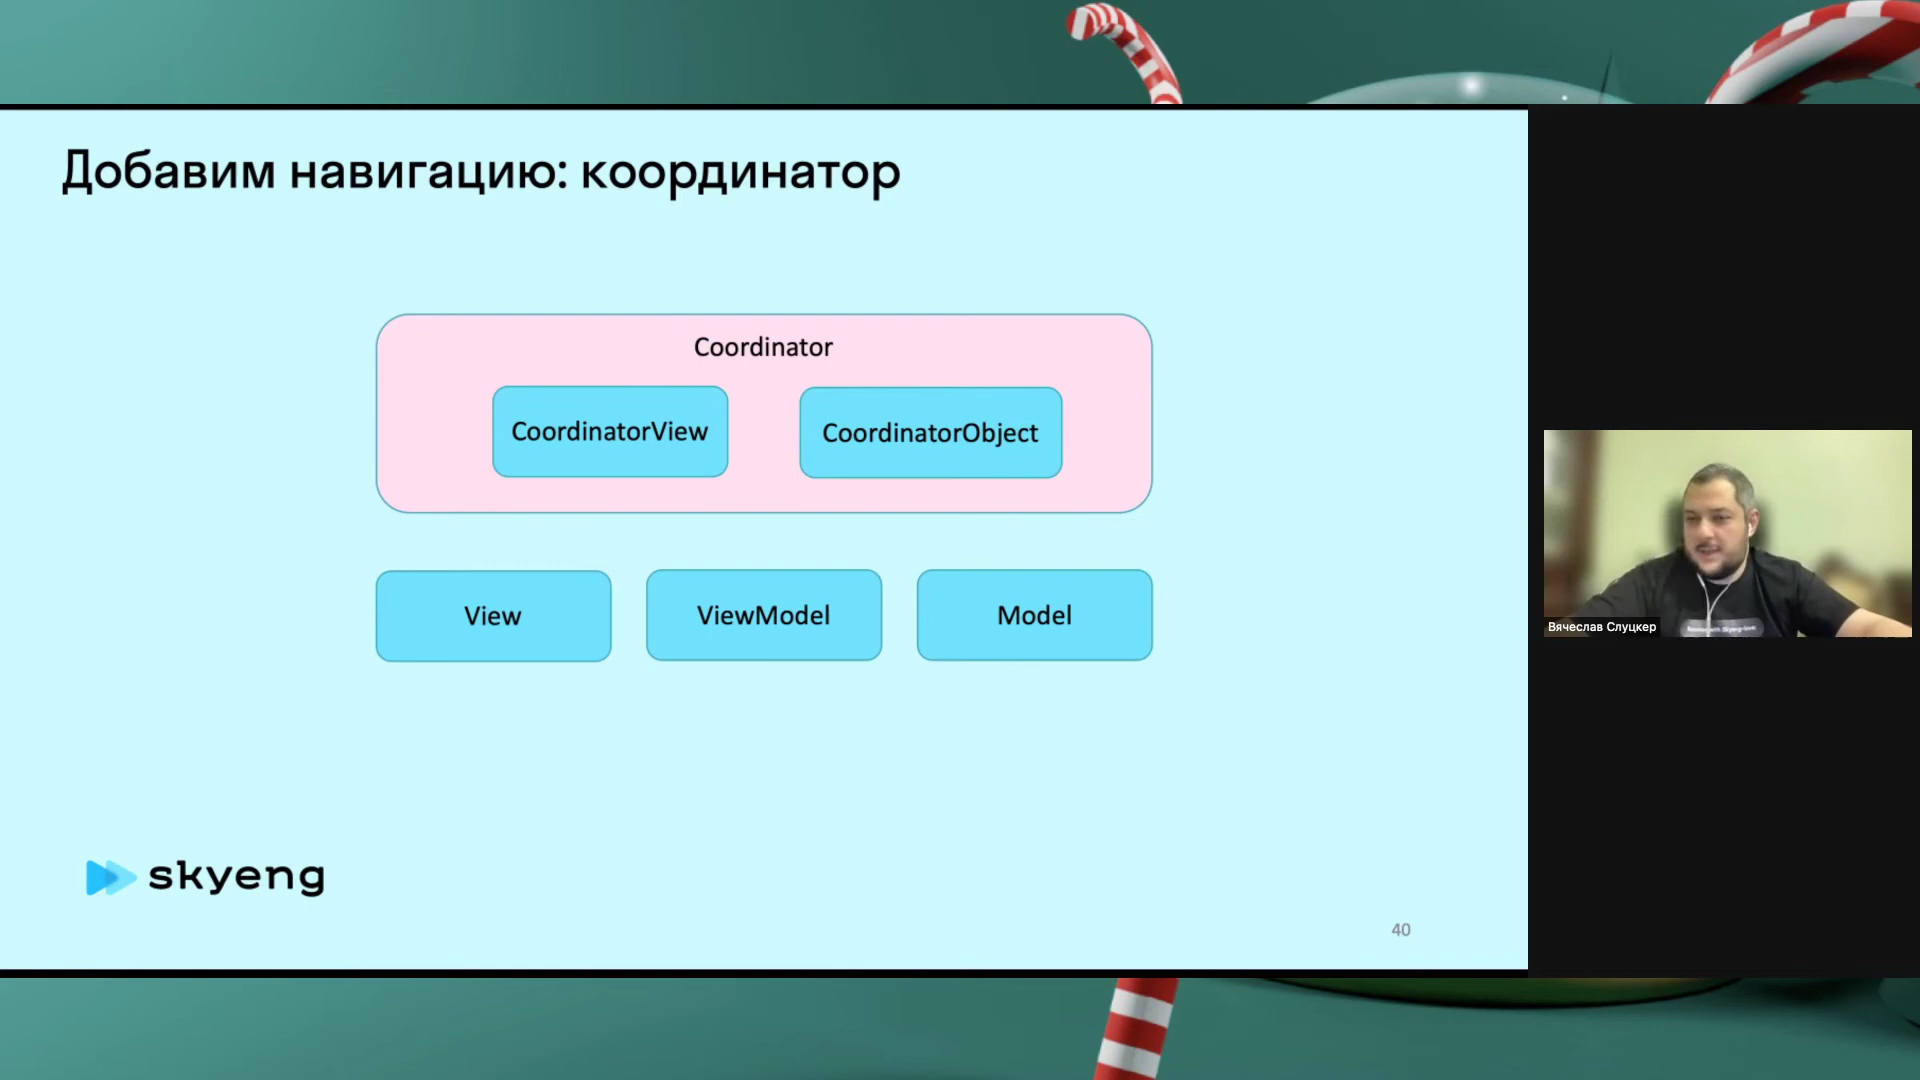 Добавим навигацию: координатор
Coordinator
CoordinatorView
CoordinatorObject
View
ViewModel
Model
Вячеслав Слуцкер
skyeng
40